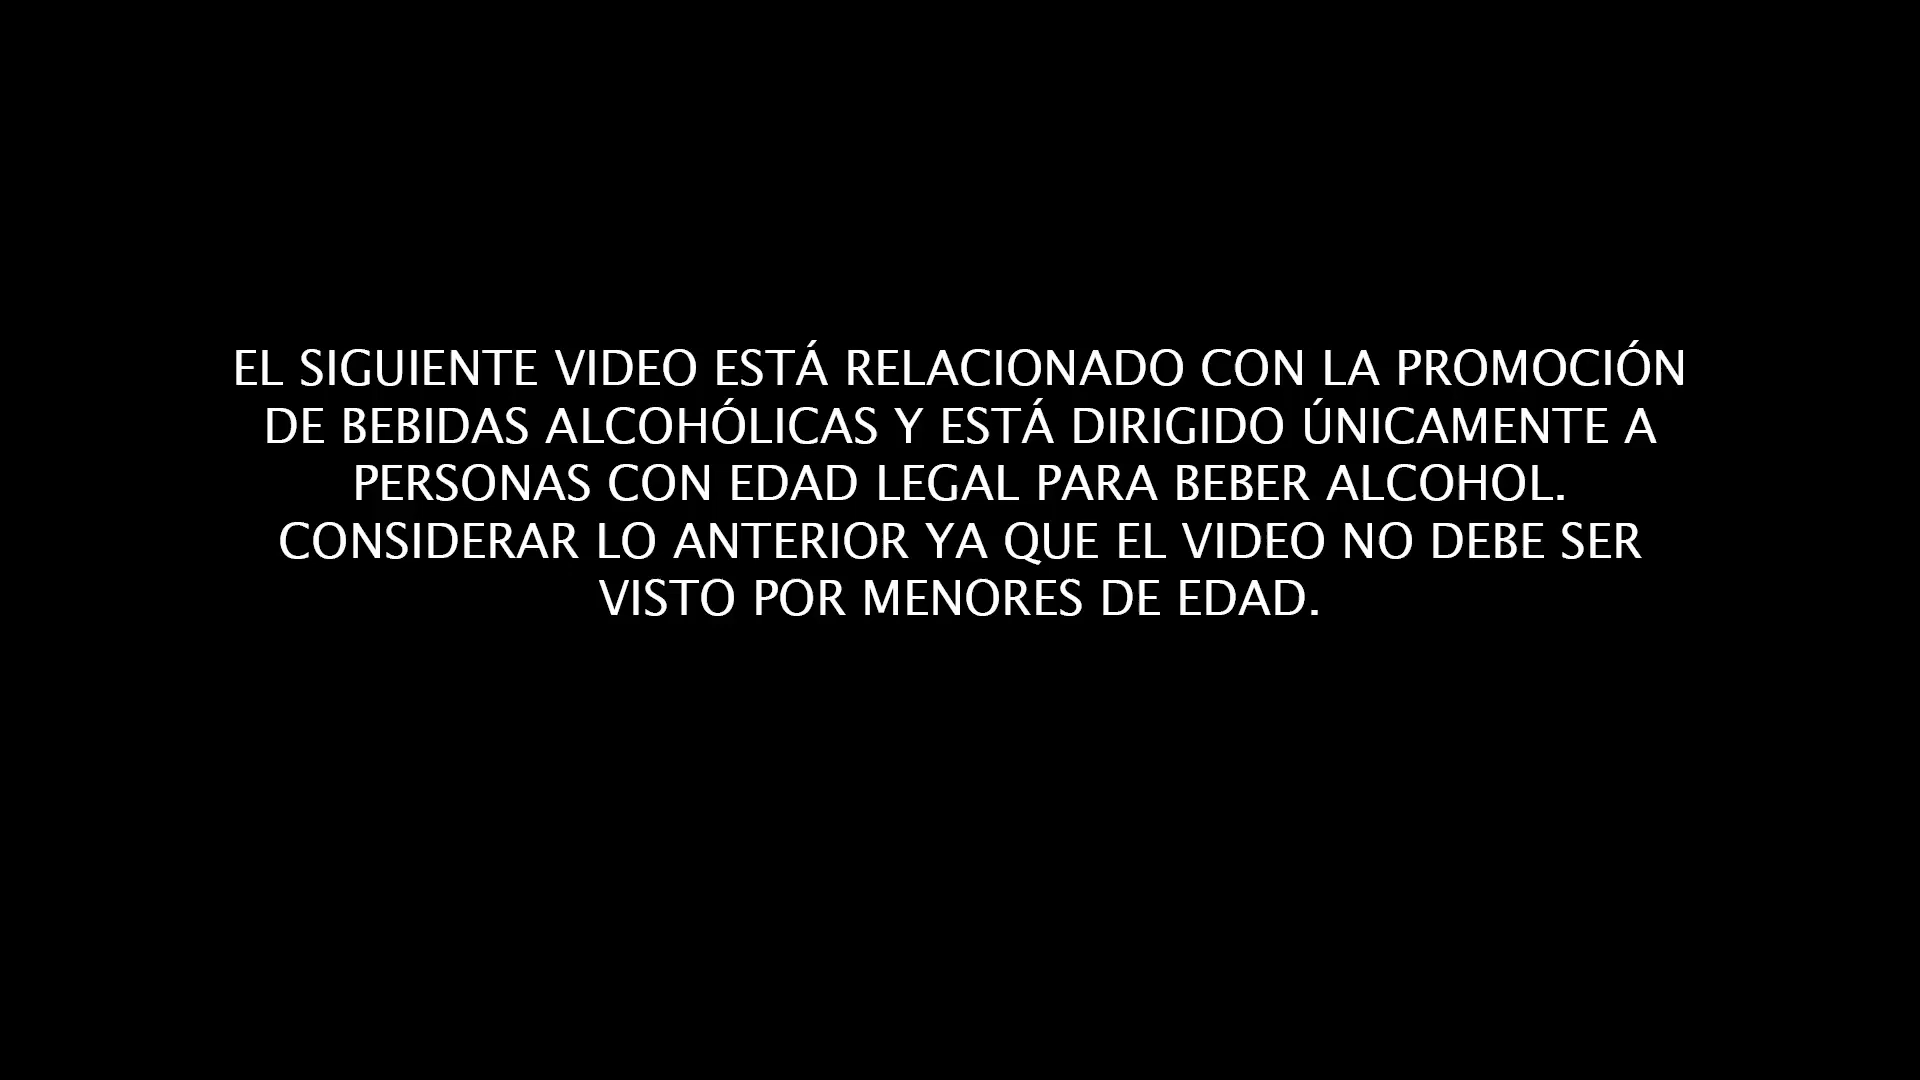 EL SIGUIENTE VIDEO ESTÁ RELACIONADO CON LA PROMOCIÓN
DE BEBIDAS ALCOHÓLICAS Y ESTÁ DIRIGIDO ÚNICAMENTE A
PERSONAS CON EDAD LEGAL PARA BEBER ALCOHOL.
CONSIDERAR LO ANTERIOR YA QUE EL VIDEO NO DEBE SER
VISTO POR MENORES DE EDAD.